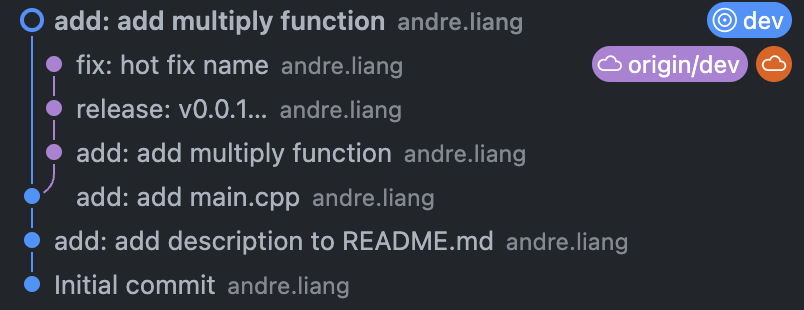 add: add multiply function andre.liang dev
fix: hot fix name andre.liang origin/dev
release: v0.0.1... andre.liang
add: add multiply function andre.liang
add: add main.cpp andre.liang
add: add description to README.md andre.liang
Initial commit andre.liang